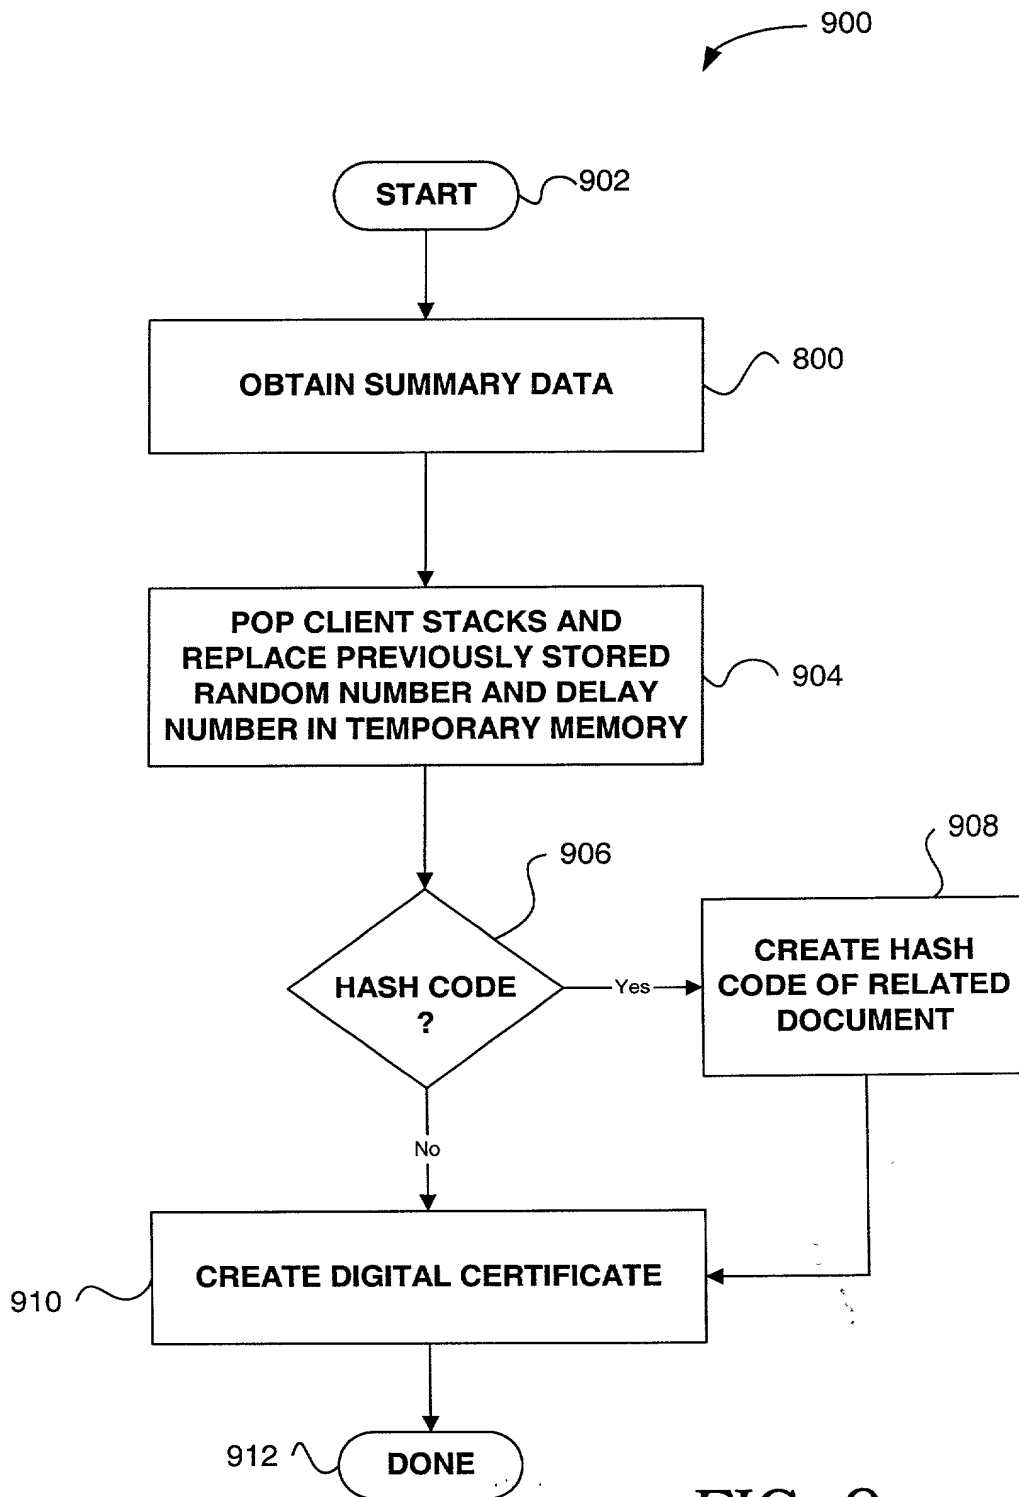 900
START
902
OBTAIN SUMMARY DATA
800
POP CLIENT STACKS AND
REPLACE PREVIOUSLY STORED
RANDOM NUMBER AND DELAY
NUMBER IN TEMPORARY MEMORY
904
906
908
HASH CODE
?
Yes
CREATE HASH
CODE OF RELATED
DOCUMENT
No
CREATE DIGITAL CERTIFICATE
910
912
DONE